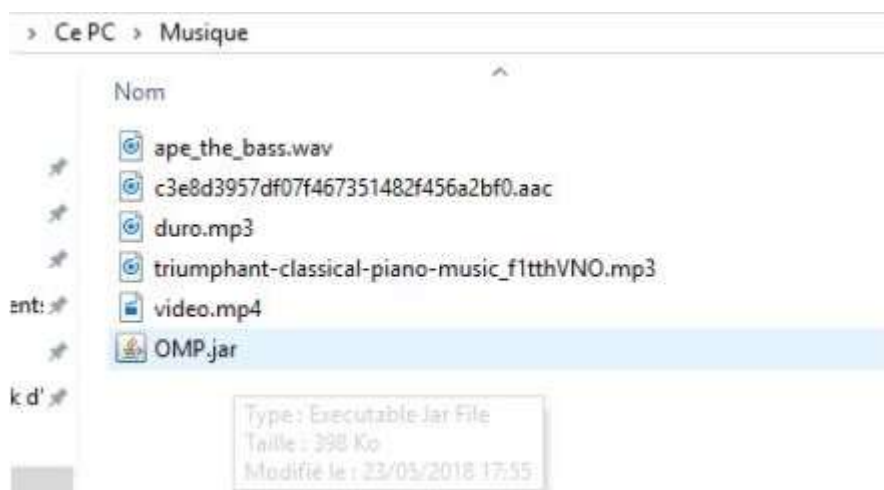 > Ce PC > Musique
Nom
ape_the_bass.wav
c3e8d3957df07f467351482f456a2bf0.aac
duro.mp3
triumphant-classical-piano-music_f1tthVNO.mp3
ent:
video.mp4
OMP.jar
k d'
Type : Executable Jar File
Taille : 398 Ko
Modifié le : 23/05/2018 17:55